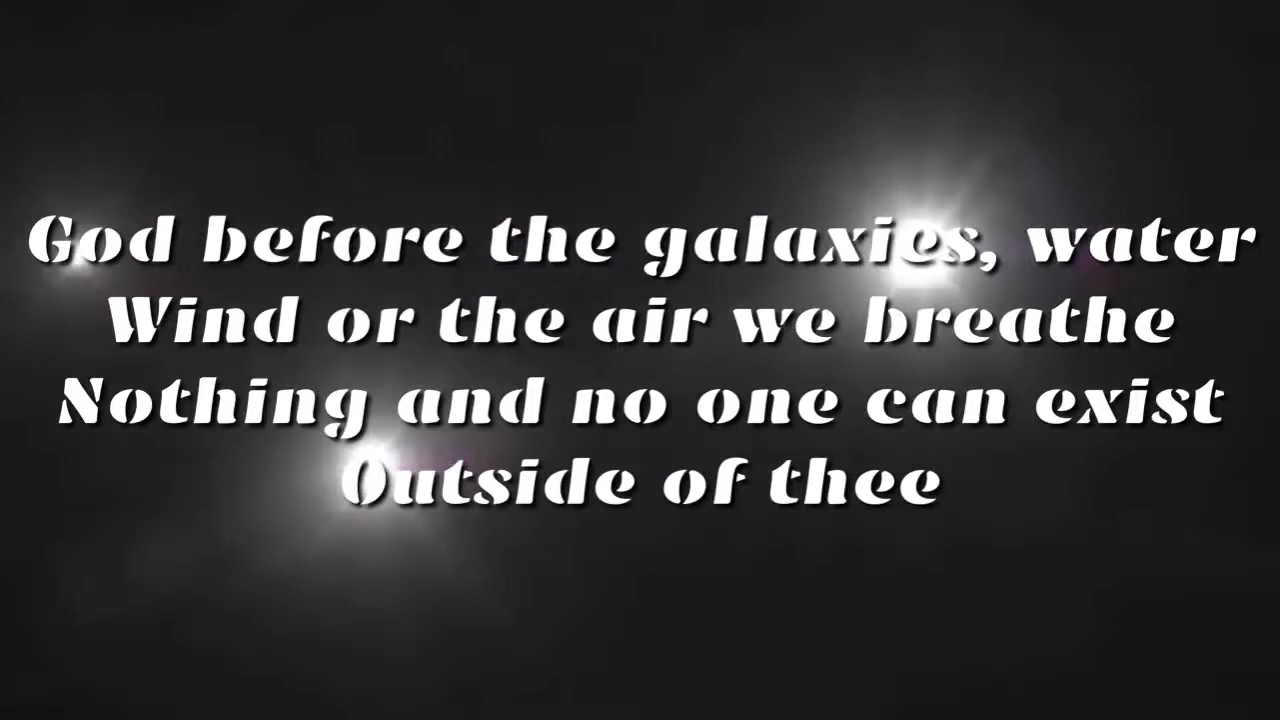 God before the galaxies, water
Wind or the air we breathe
Nothing and no one can exist
Outside of thee